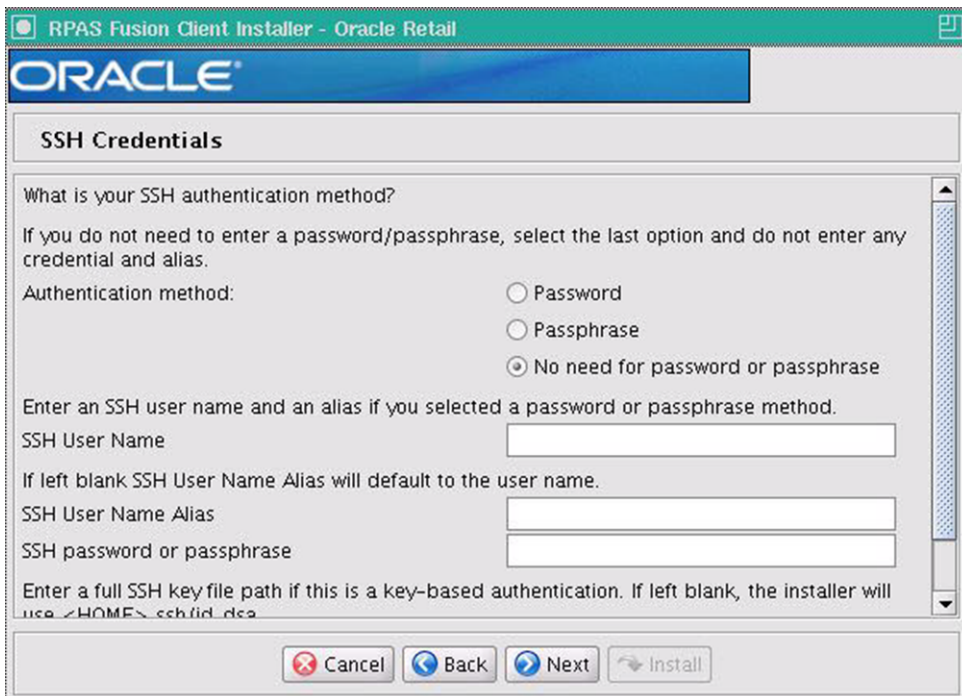 RPAS Fusion Client Installer - Oracle Retail
ORACLE®
SSH Credentials
What is your SSH authentication method?
If you do not need to enter a password/passphrase, select the last option and do not enter any
credential and alias.
Authentication method:
Password
Passphrase
No need for password or passphrase
Enter an SSH user name and an alias if you selected a password or passphrase method.
SSH User Name
If left blank SSH User Name Alias will default to the user name.
SSH User Name Alias
SSH password or passphrase
Enter a full SSH key file path if this is a key-based authentication. If left blank, the installer will
use <HOME> ssh/id dsa
Cancel
Back
Next
Install